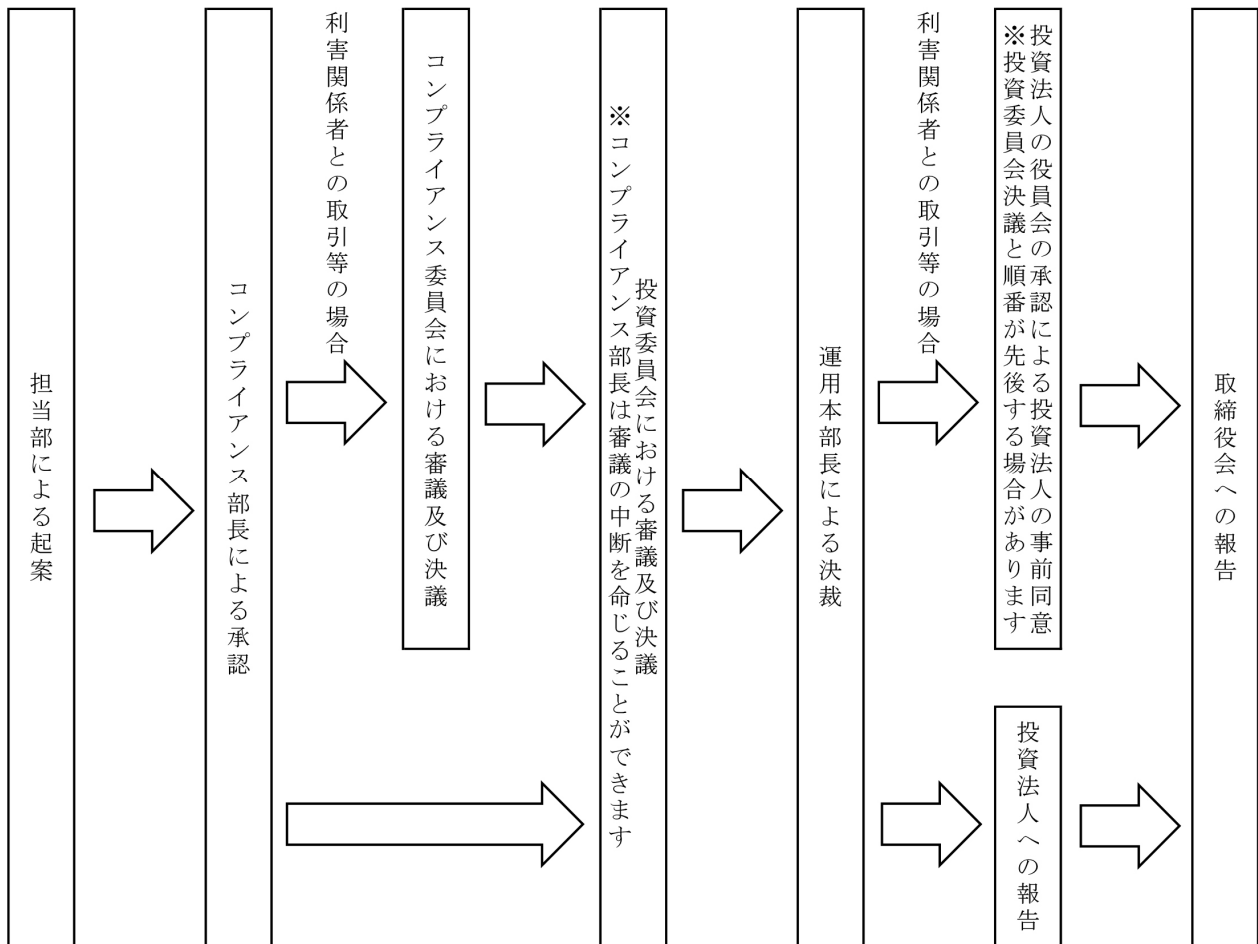 担当部による起案
コンプライアンス部長による承認
利害関係者との取引等の場合
コンプライアンス委員会における審議及び決議
投資委員会における審議及び決議
※コンプライアンス部長は審議の中断を命じることができます
運用本部長による決裁
利害関係者との取引等の場合
投資法人の役員会の承認による投資法人の事前同意
※投資委員会決議と順番が先後する場合があります
投資法人への報告
取締役会への報告